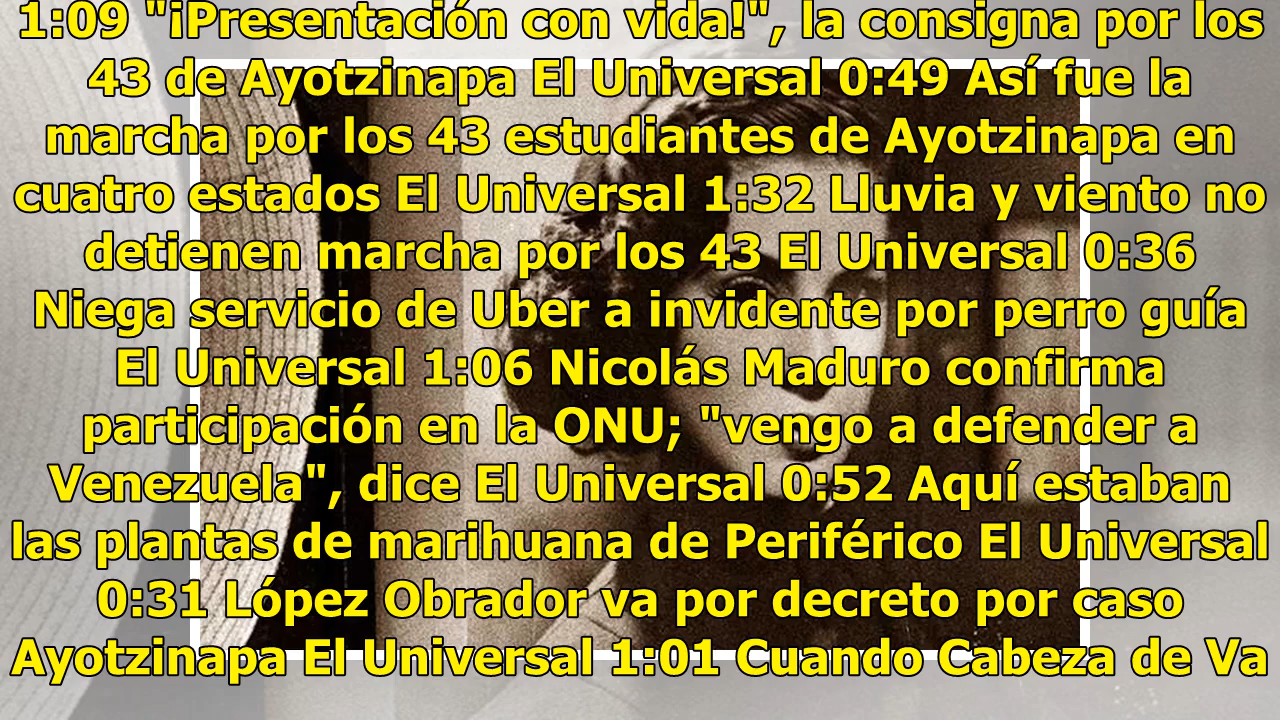 1:09 "¡Presentación con vida!", la consigna por los
43 de Ayotzinapa El Universal 0:49 Así fue la
marcha por los 43 estudiantes de Ayotzinapa en
cuatro estados El Universal 1:32 Lluvia y viento no
detienen marcha por los 43 El Universal 0:36
Niega servicio de Uber a invidente por perro guía
El Universal 1:06 Nicolás Maduro confirma
participación en la ONU; "vengo a defender a
Venezuela", dice El Universal 0:52 Aquí estaban
las plantas de marihuana de Periférico El Universal
0:31 López Obrador va por decreto por caso
Ayotzinapa El Universal 1:01 Cuando Cabeza de Va